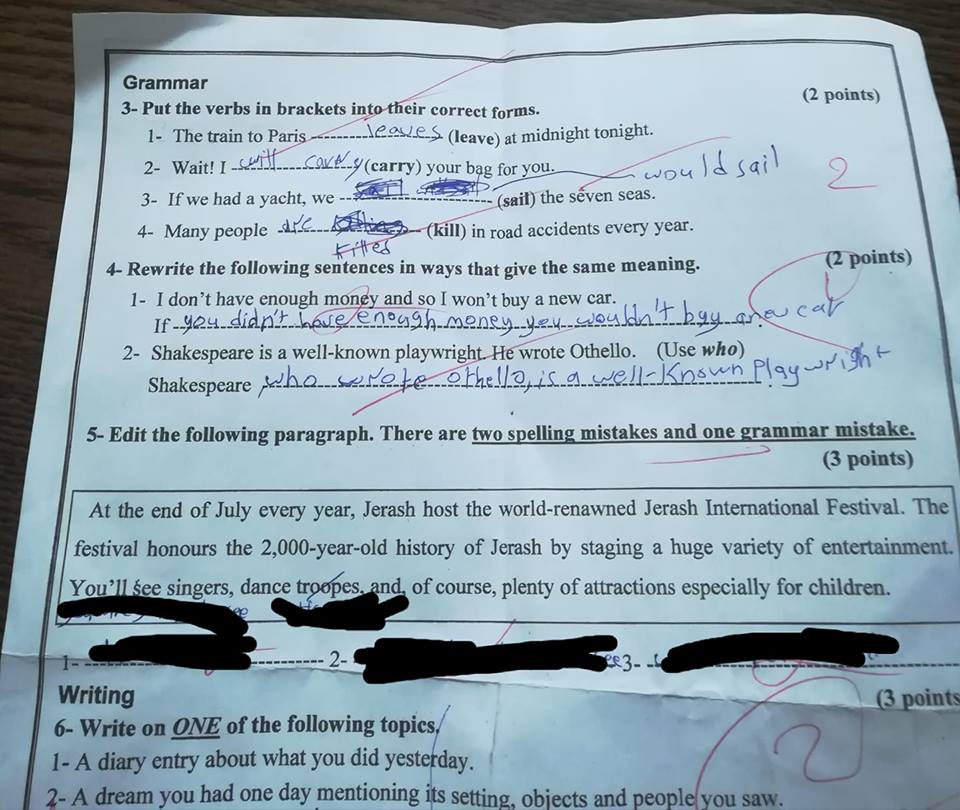 Grammar
3- Put the verbs in brackets into their correct forms. (2 points)
1- The train to Paris leaves (leave) at midnight tonight.
2- Wait! I will carry (carry) your bag for you.
would sail
2
3- If we had a yacht, we (sail) the seven seas.
4- Many people are (kill) in road accidents every year.
killed
4- Rewrite the following sentences in ways that give the same meaning. (2 points)
1- I don't have enough money and so I won't buy a new car.
If you didn't have enough money you wouldn't buy a new car
2- Shakespeare is a well-known playwright. He wrote Othello. (Use who)
Shakespeare , who wrote othello, is a well-known playwright
5- Edit the following paragraph. There are two spelling mistakes and one grammar mistake.
(3 points)
At the end of July every year, Jerash host the world-renawned Jerash International Festival. The
festival honours the 2,000-year-old history of Jerash by staging a huge variety of entertainment.
You'll see singers, dance troopes, and, of course, plenty of attractions especially for children.
1- 2- 3-
Writing (3 points
6- Write on ONE of the following topics.
2
1- A diary entry about what you did yesterday.
2- A dream you had one day mentioning its setting, objects and people you saw.